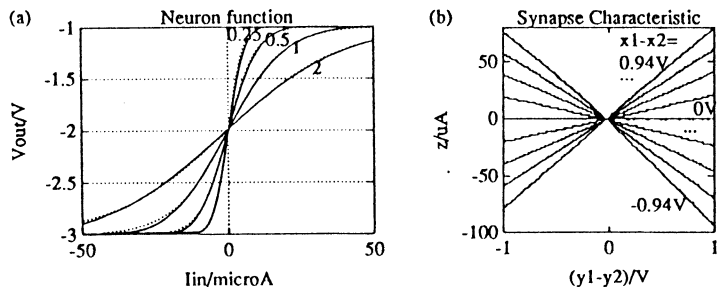 (a) Neuron function
-1
-1.5
-2
-2.5
-3
-50
0
50
Vout/V
Iin/microA
0.25
0.5
1
2
(b) Synapse Characteristic
50
0
-50
-100
-1
0
1
z/uA
(y1-y2)/V
x1-x2=
0.94V
...
0V
...
-0.94V